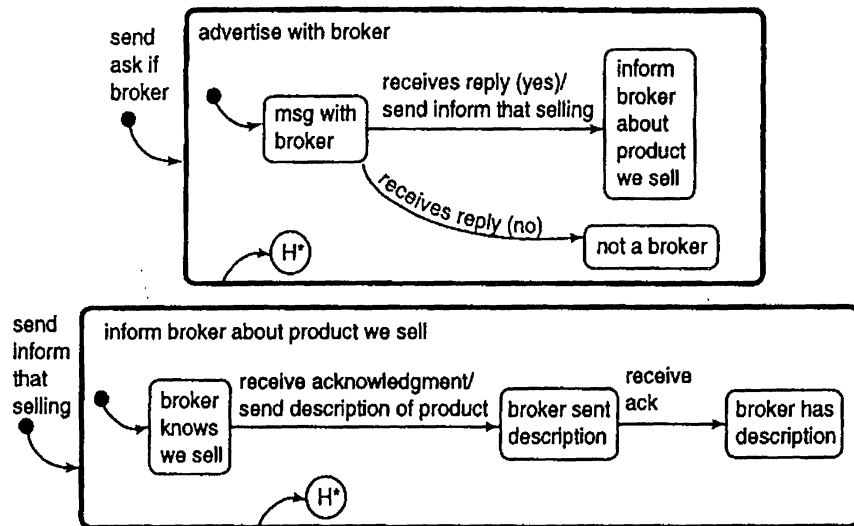 send
ask if
broker
advertise with broker
msg with
broker
receives reply (yes)/
send inform that selling
inform
broker
about
product
we sell
receives reply (no)
not a broker
H*
send
inform
that
selling
inform broker about product we sell
broker
knows
we sell
receive acknowledgment/
send description of product
broker sent
description
receive
ack
broker has
description
H*